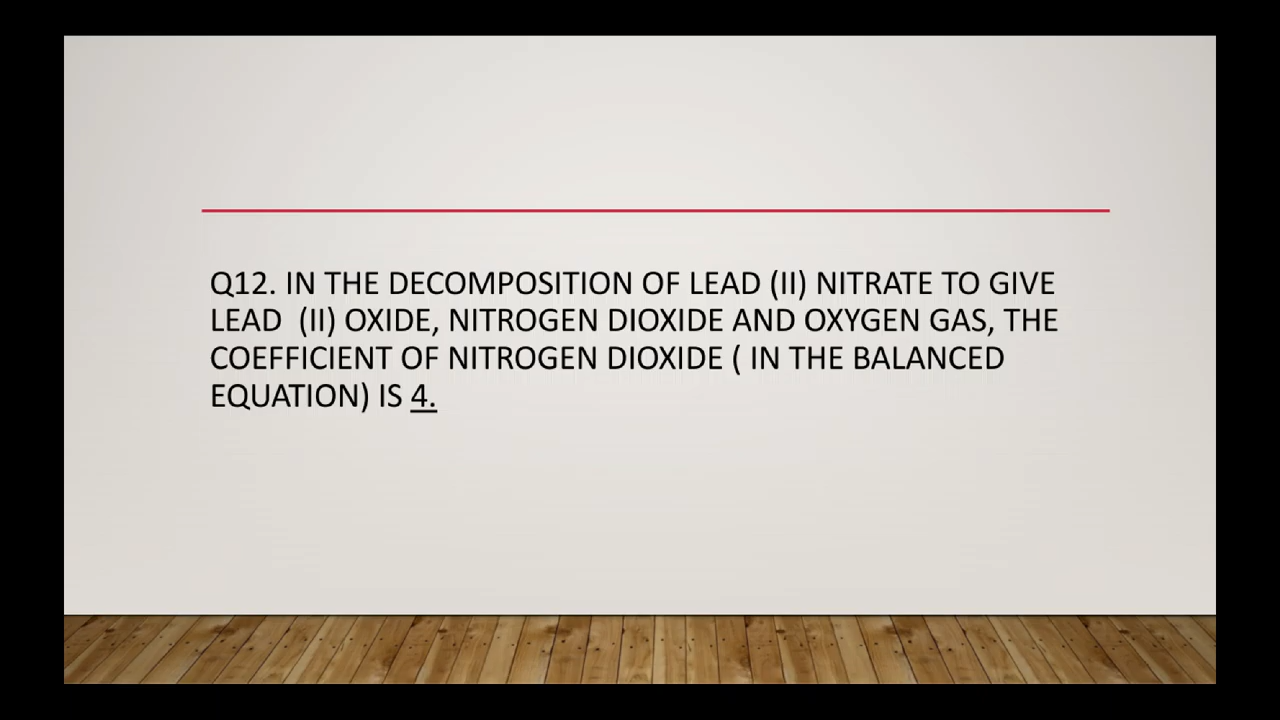 Q12. IN THE DECOMPOSITION OF LEAD (II) NITRATE TO GIVE
LEAD  (II) OXIDE, NITROGEN DIOXIDE AND OXYGEN GAS, THE
COEFFICIENT OF NITROGEN DIOXIDE ( IN THE BALANCED
EQUATION) IS 4.